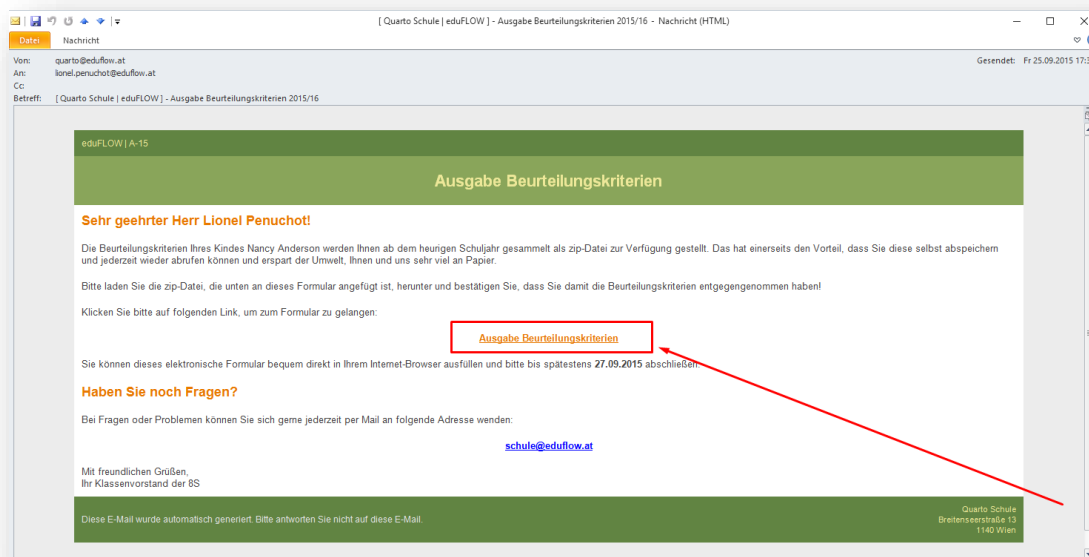 [ Quarto Schule | eduFLOW ] - Ausgabe Beurteilungskriterien 2015/16 - Nachricht (HTML)
Datei Nachricht
Von: quarto@eduflow.at Gesendet: Fr 25.09.2015
An: lionel.penuchot@eduflow.at
Cc:
Betreff: [ Quarto Schule | eduFLOW ] - Ausgabe Beurteilungskriterien 2015/16
eduFLOW | A-15
Ausgabe Beurteilungskriterien
Sehr geehrter Herr Lionel Penuchot!
Die Beurteilungskriterien Ihres Kindes Nancy Anderson werden Ihnen ab dem heurigen Schuljahr gesammelt als zip-Datei zur Verfügung gestellt. Das hat einerseits den Vorteil, dass Sie diese selbst abspeichern
und jederzeit wieder abrufen können und erspart der Umwelt, Ihnen und uns sehr viel an Papier.
Bitte laden Sie die zip-Datei, die unten an dieses Formular angefügt ist, herunter und bestätigen Sie, dass Sie damit die Beurteilungskriterien entgegengenommen haben!
Klicken Sie bitte auf folgenden Link, um zum Formular zu gelangen:
Ausgabe Beurteilungskriterien
Sie können dieses elektronische Formular bequem direkt in Ihrem Internet-Browser ausfüllen und bitte bis spätestens 27.09.2015 abschließen.
Haben Sie noch Fragen?
Bei Fragen oder Problemen können Sie sich gerne jederzeit per Mail an folgende Adresse wenden:
schule@eduflow.at
Mit freundlichen Grüßen,
Ihr Klassenvorstand der 8S
Diese E-Mail wurde automatisch generiert. Bitte antworten Sie nicht auf diese E-Mail.
Quarto Schule
Breitenseerstraße 13
1140 Wien